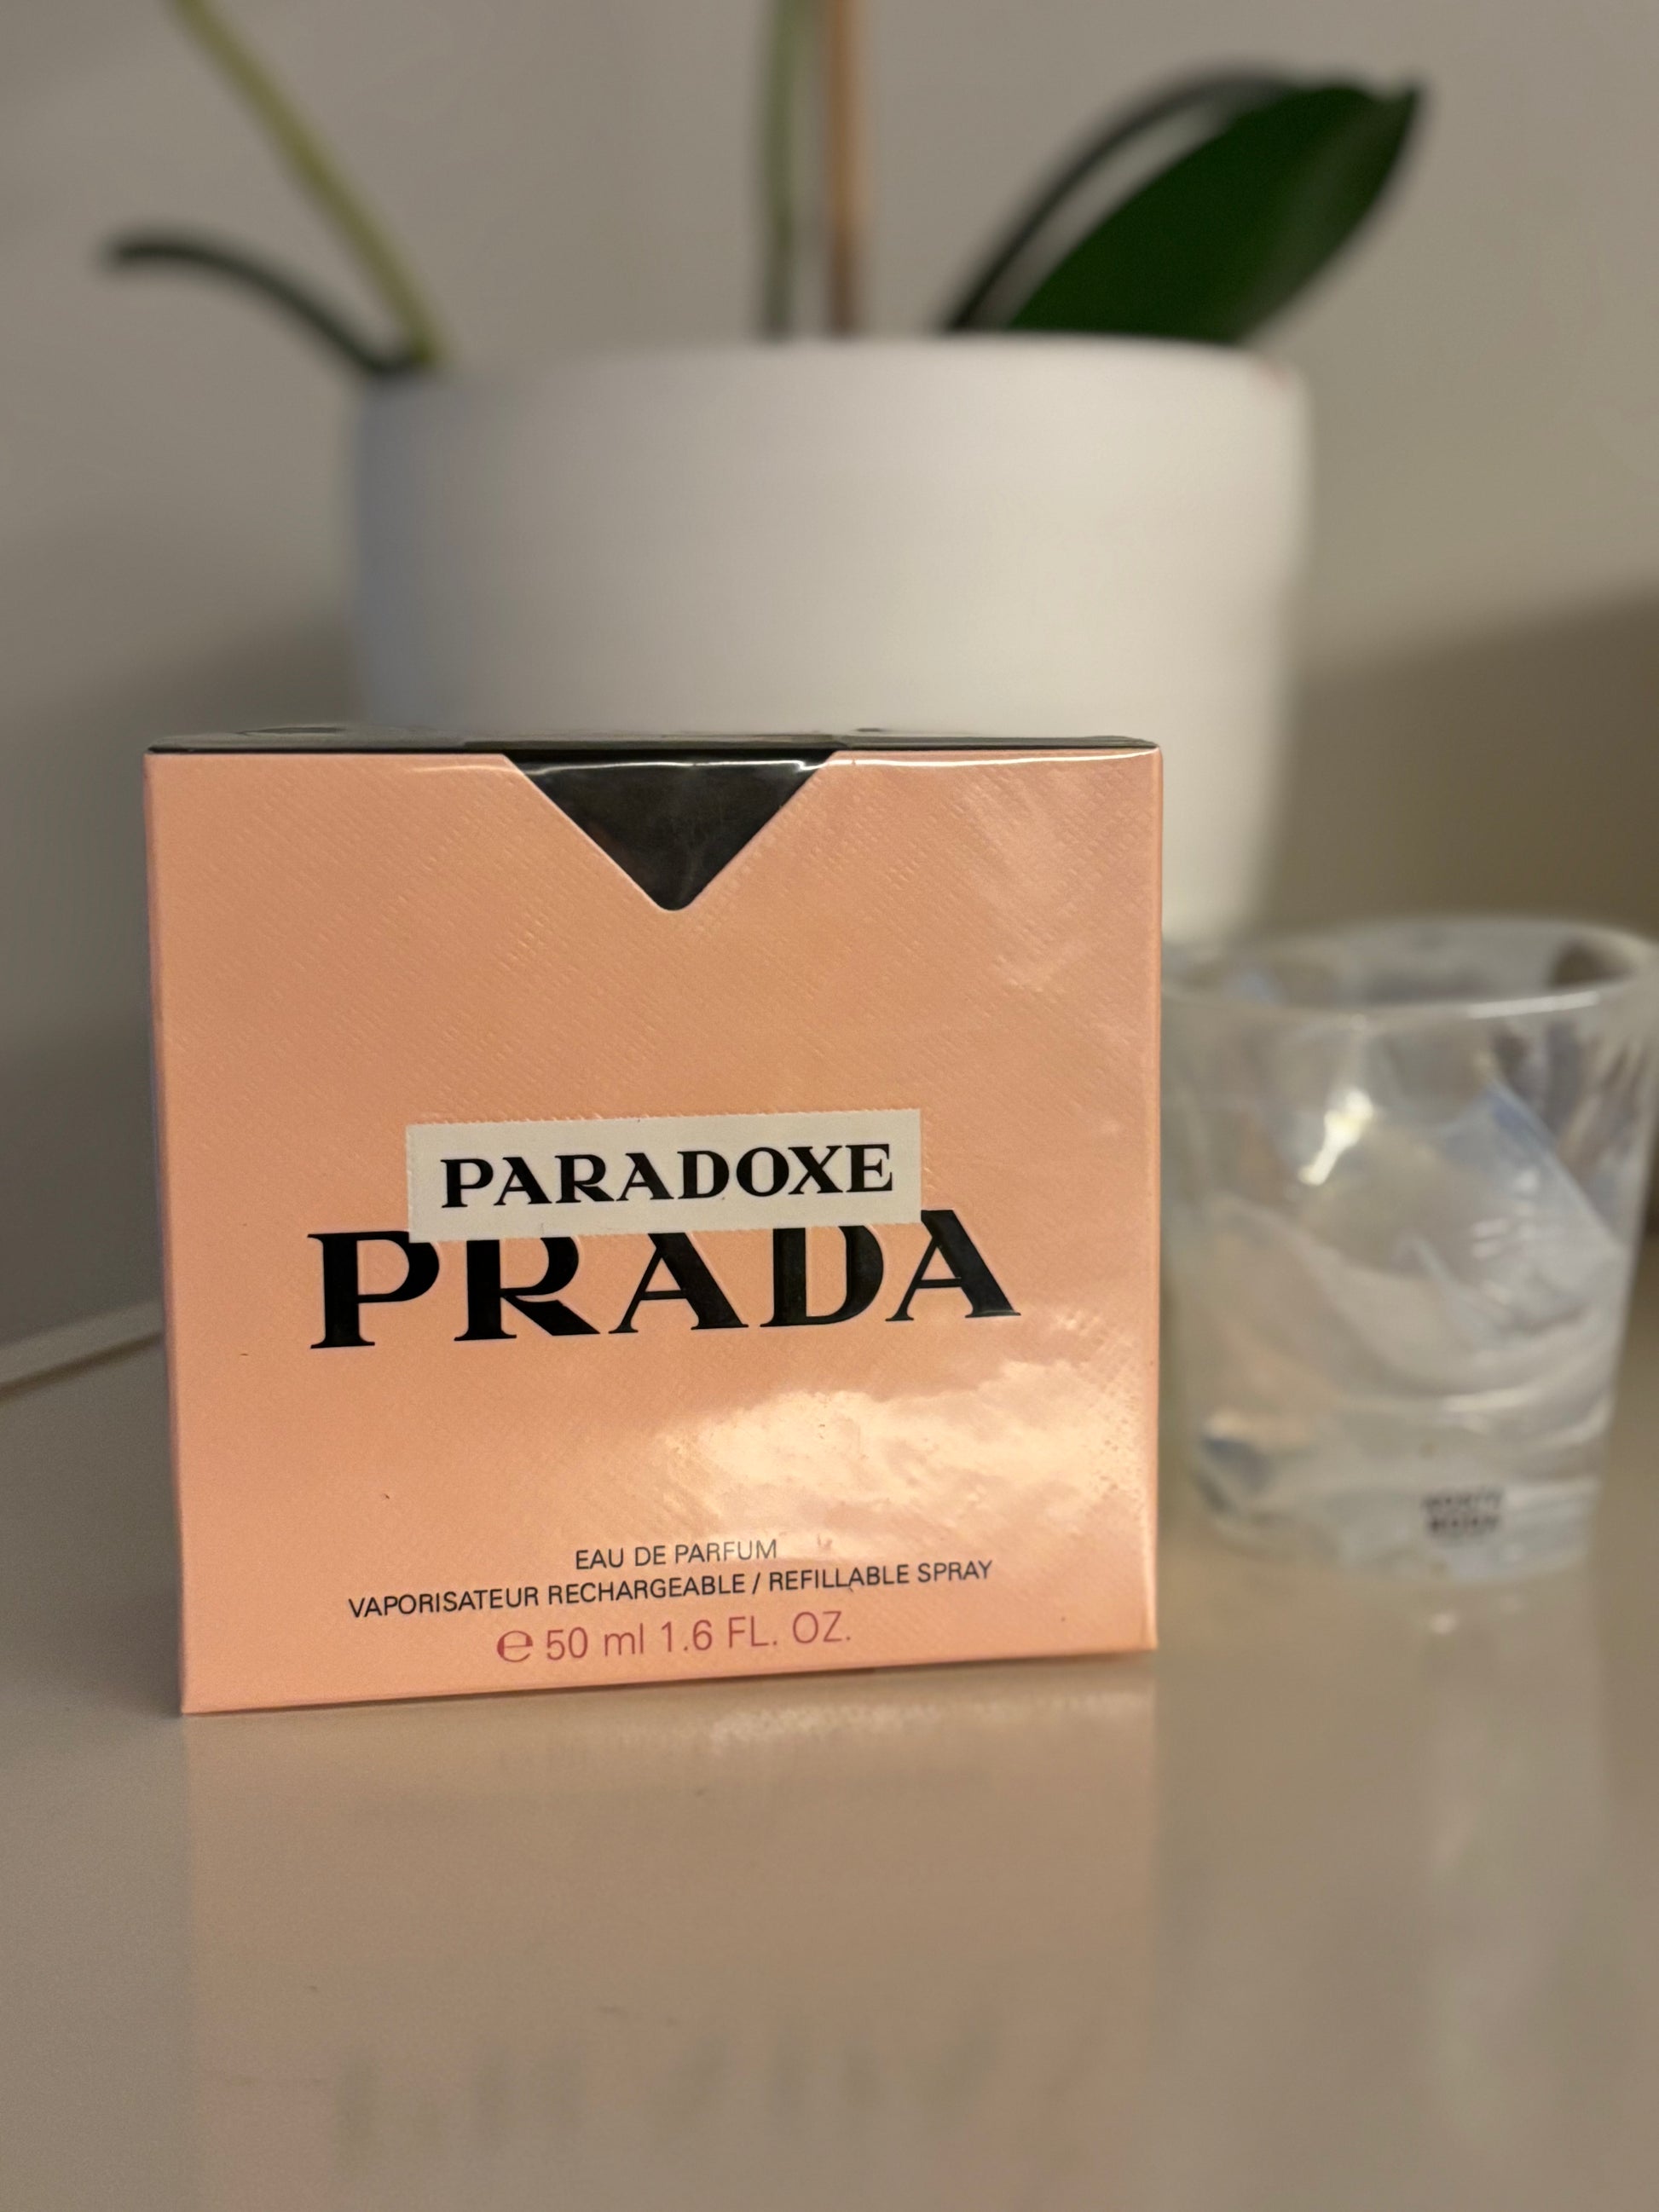 PARADOXE
PRADA
EAU DE PARFUM
VAPORISATEUR RECHARGEABLE / REFILLABLE SPRAY
℮ 50 ml 1.6 FL. OZ.